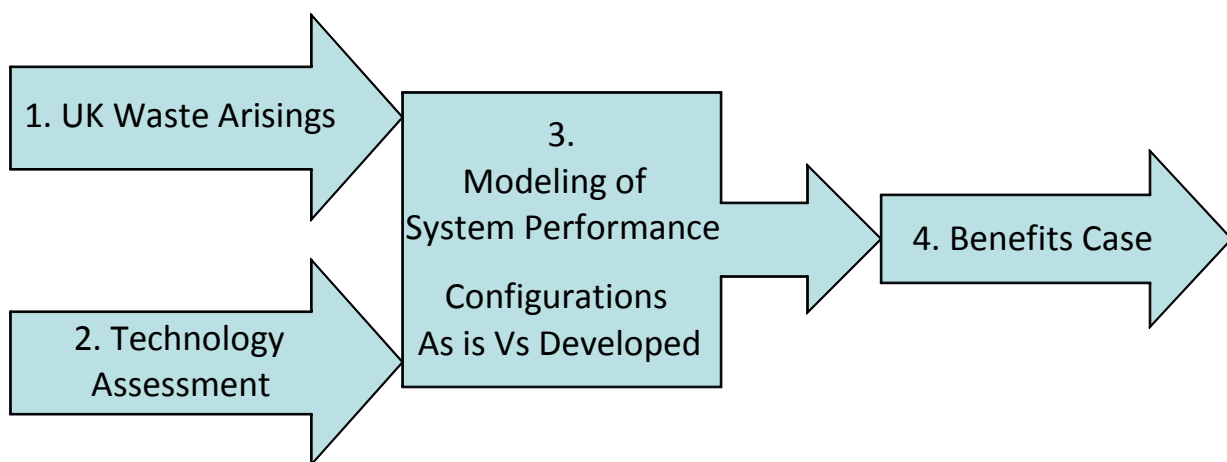 1. UK Waste Arisings
2. Technology
Assessment
3.
Modeling of
System Performance
Configurations
As is Vs Developed
4. Benefits Case